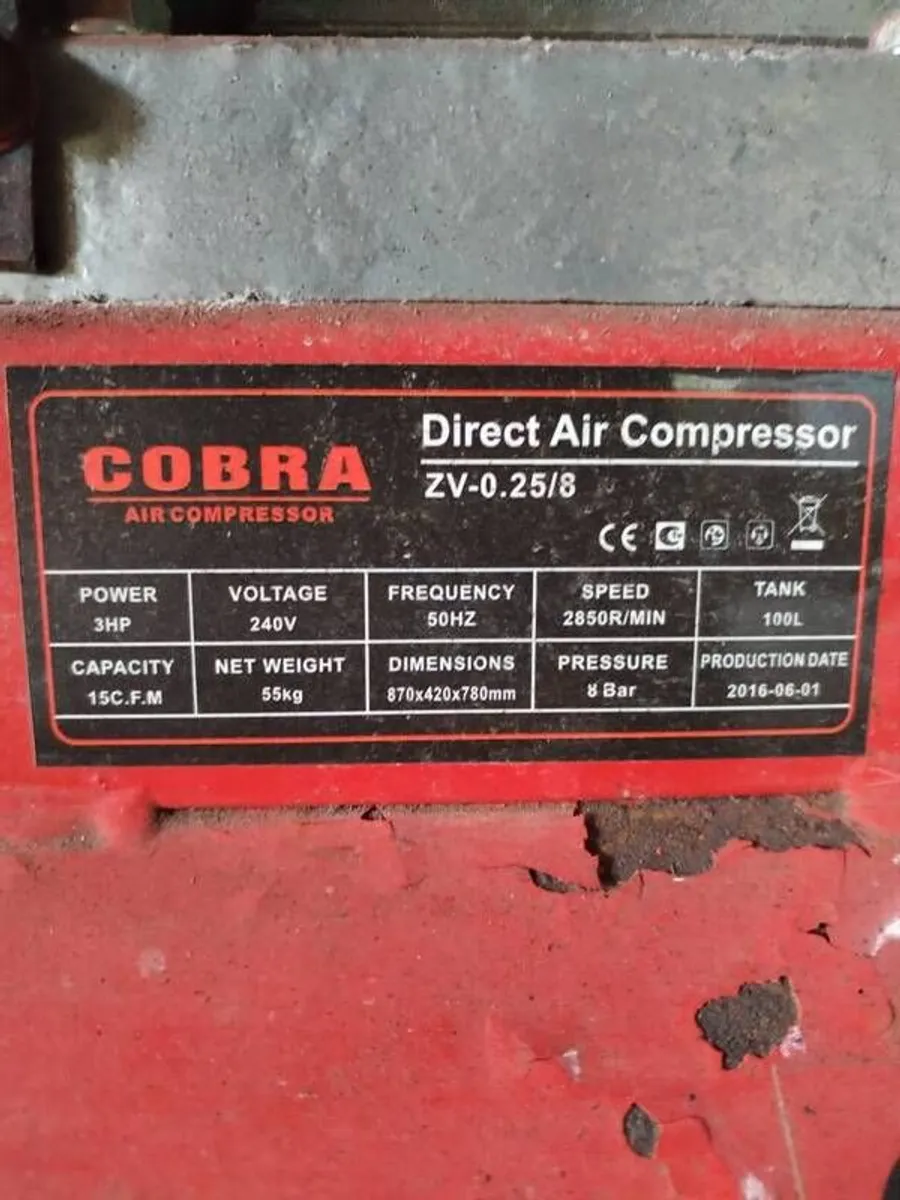 COBRA
AIR COMPRESSOR
Direct Air Compressor
ZV-0.25/8
CE
POWER VOLTAGE FREQUENCY SPEED TANK
3HP 240V 50HZ 2850R/MIN 100L
CAPACITY NET WEIGHT DIMENSIONS PRESSURE PRODUCTION DATE
15C.F.M 55kg 870x420x780mm 8 Bar 2016-06-01